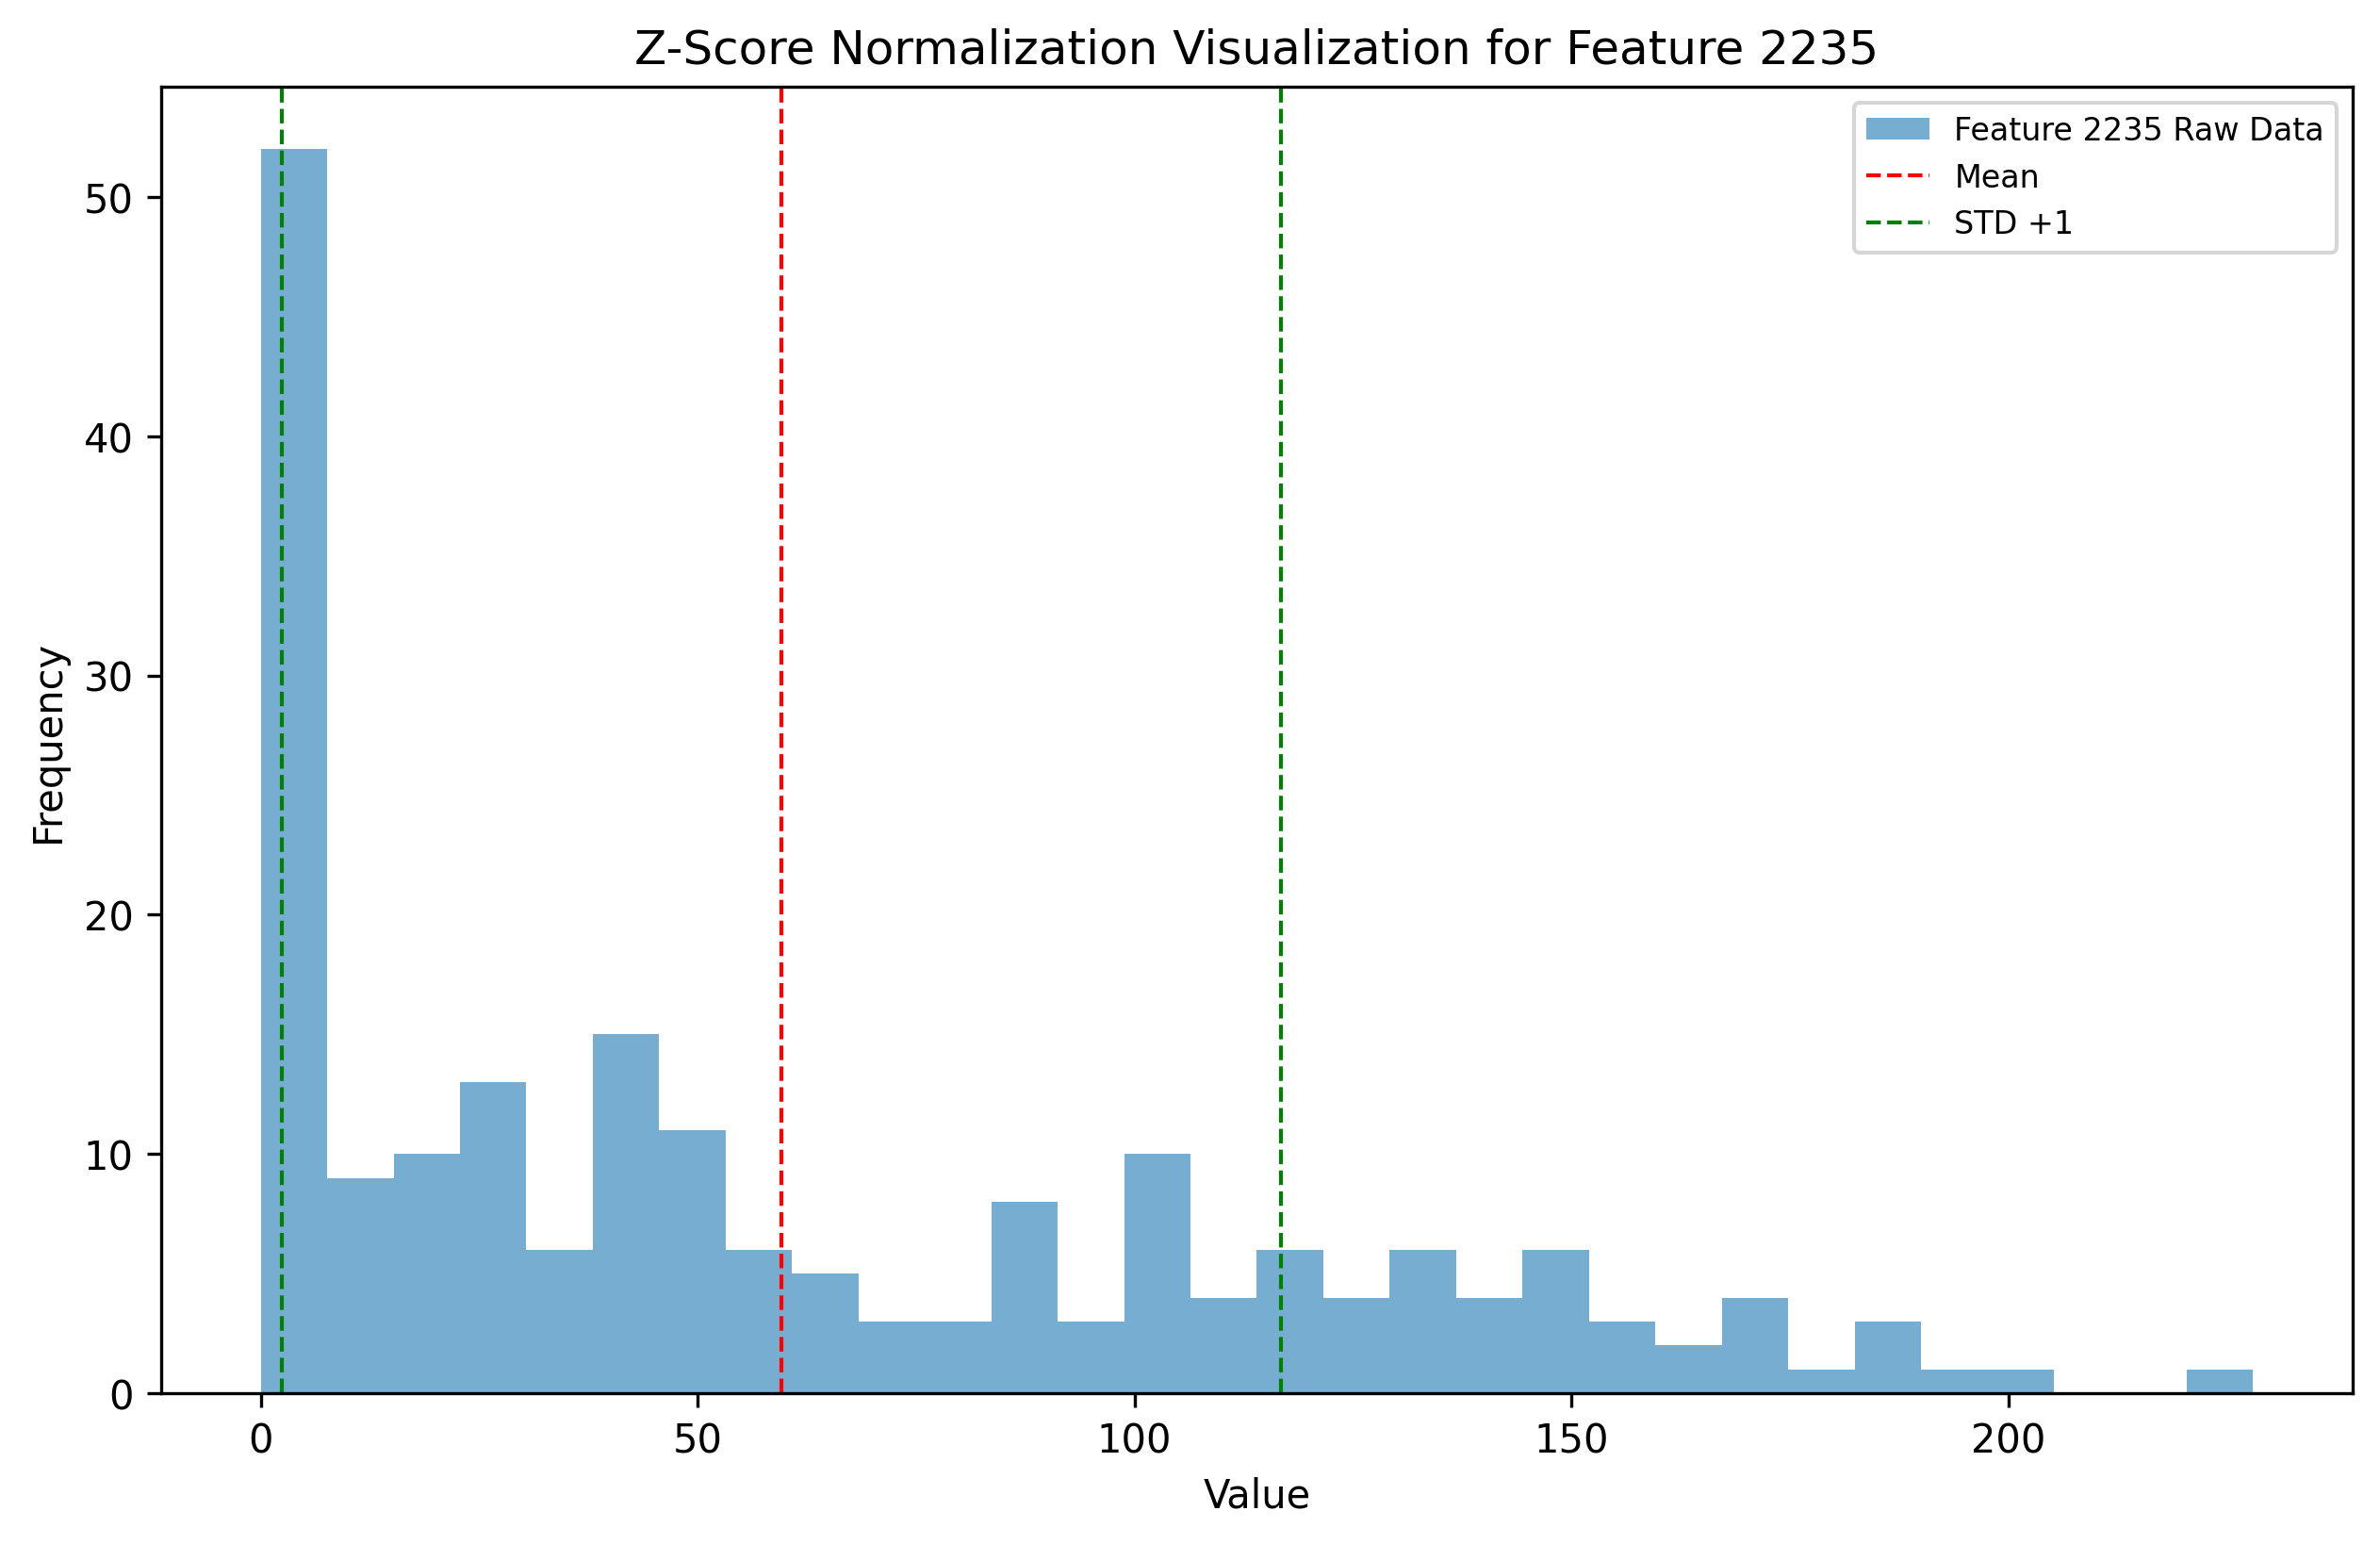 Z-Score Normalization Visualization for Feature 2235
Feature 2235 Raw Data
Mean
STD +1
Frequency
50
40
30
20
10
0
0 50 100 150 200
Value